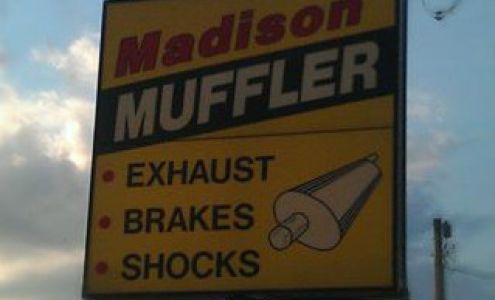 Madison
MUFFLER
• EXHAUST
• BRAKES
• SHOCKS